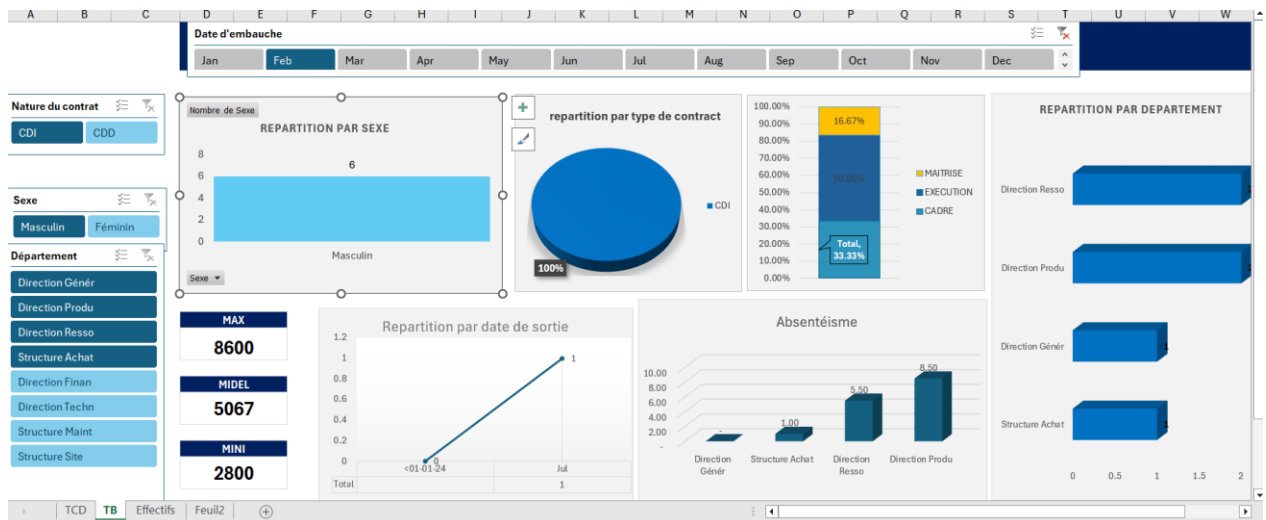 A B C D E F G H I J K L M N O P Q R S T U V W
Date d'embauche
Jan Feb Mar Apr May Jun Jul Aug Sep Oct Nov Dec
Nature du contrat
CDI CDD
Sexe
Masculin Féminin
Département
Direction Génér
Direction Produ
Direction Resso
Structure Achat
Direction Finan
Direction Techn
Structure Maint
Structure Site
Nombre de Sexe
REPARTITION PAR SEXE
8
6
4
2
0
6
Masculin
Sexe
repartition par type de contract
CDI
100%
100.00%
90.00%
80.00%
70.00%
60.00%
50.00%
40.00%
30.00%
20.00%
10.00%
0.00%
16.67%
50.00%
Total,
33.33%
MAITRISE
EXECUTION
CADRE
REPARTITION PAR DEPARTEMENT
Direction Resso
2
Direction Produ
2
Direction Génér
1
Structure Achat
1
0 0.5 1 1.5 2
MAX
8600
MIDEL
5067
MINI
2800
Repartition par date de sortie
1.2
1
0.8
0.6
0.4
0.2
0
0
1
<01-01-24 Jul
Total 1
Absentéisme
10.00
8.00
6.00
4.00
2.00
-
-
1.00
5.50
8.50
Direction
Génér
Structure Achat
Direction
Resso
Direction Produ
TCD TB Effectifs Feuil2